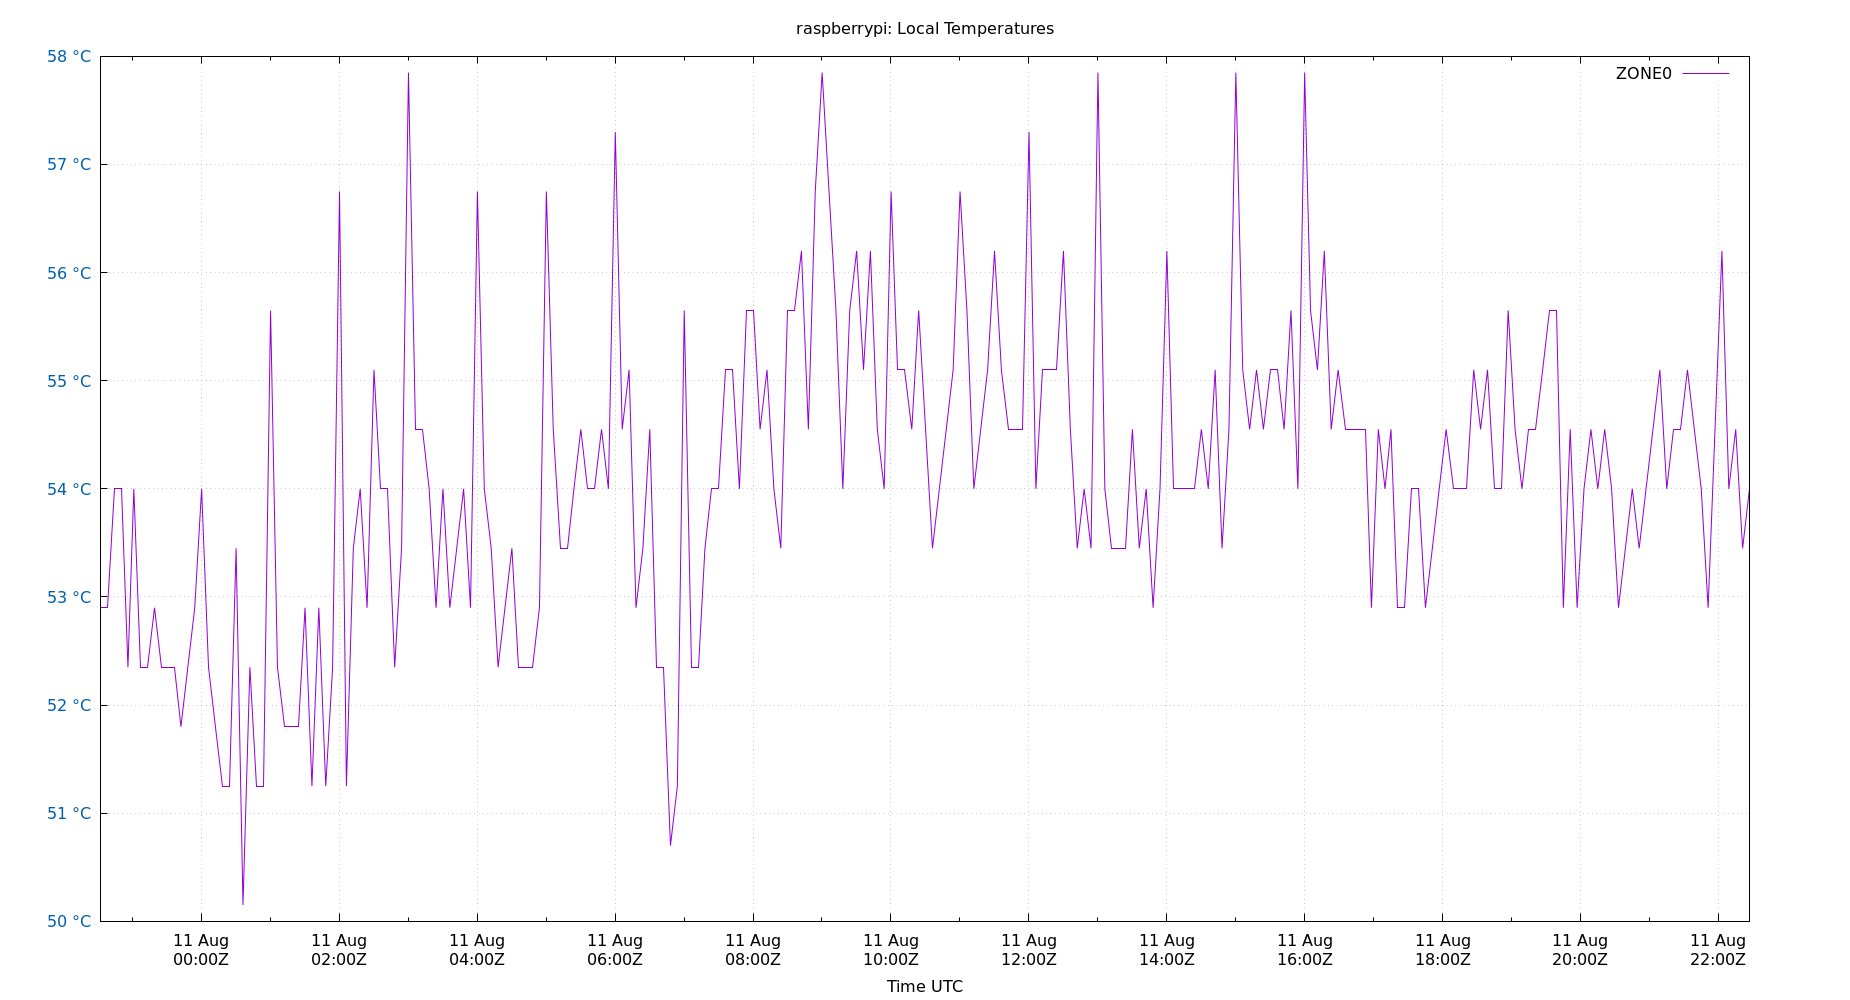 raspberrypi: Local Temperatures
58 °C
ZONE0
57 °C
56 °C
55 °C
54 °C
53 °C
52 °C
51 °C
50 °C
11 Aug 11 Aug 11 Aug 11 Aug 11 Aug 11 Aug 11 Aug 11 Aug 11 Aug 11 Aug 11 Aug 11 Aug
00:00Z 02:00Z 04:00Z 06:00Z 08:00Z 10:00Z 12:00Z 14:00Z 16:00Z 18:00Z 20:00Z 22:00Z
Time UTC